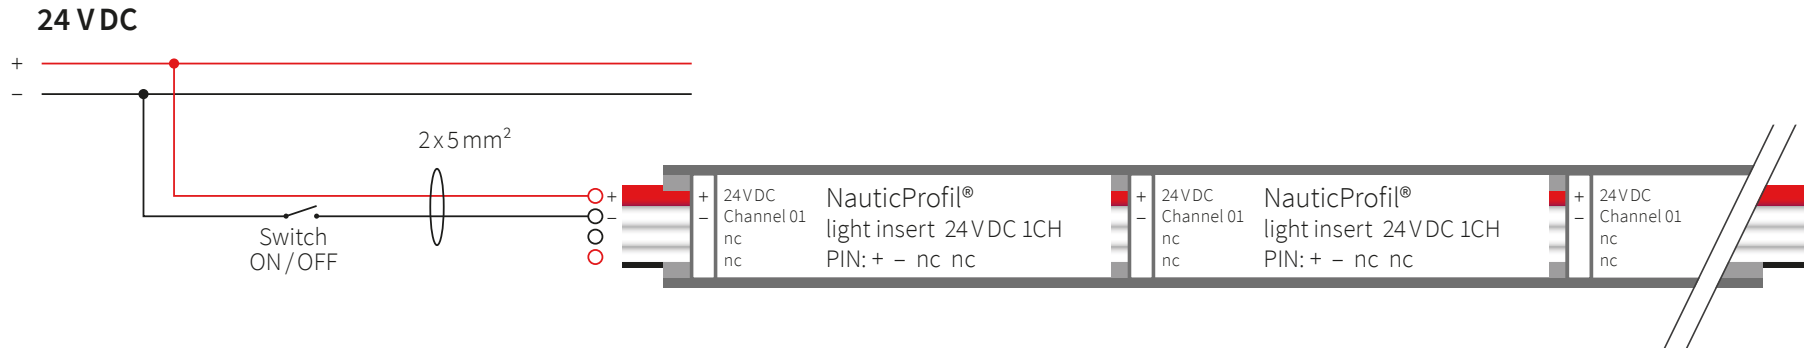 24 V DC
+
–
2 x 5 mm²
Switch
ON / OFF
+
–
+
–
24 V DC
Channel 01
nc
nc
NauticProfil®
light insert 24 V DC 1CH
PIN: + – nc nc
+
–
24 V DC
Channel 01
nc
nc
NauticProfil®
light insert 24 V DC 1CH
PIN: + – nc nc
+
–
24 V DC
Channel 01
nc
nc